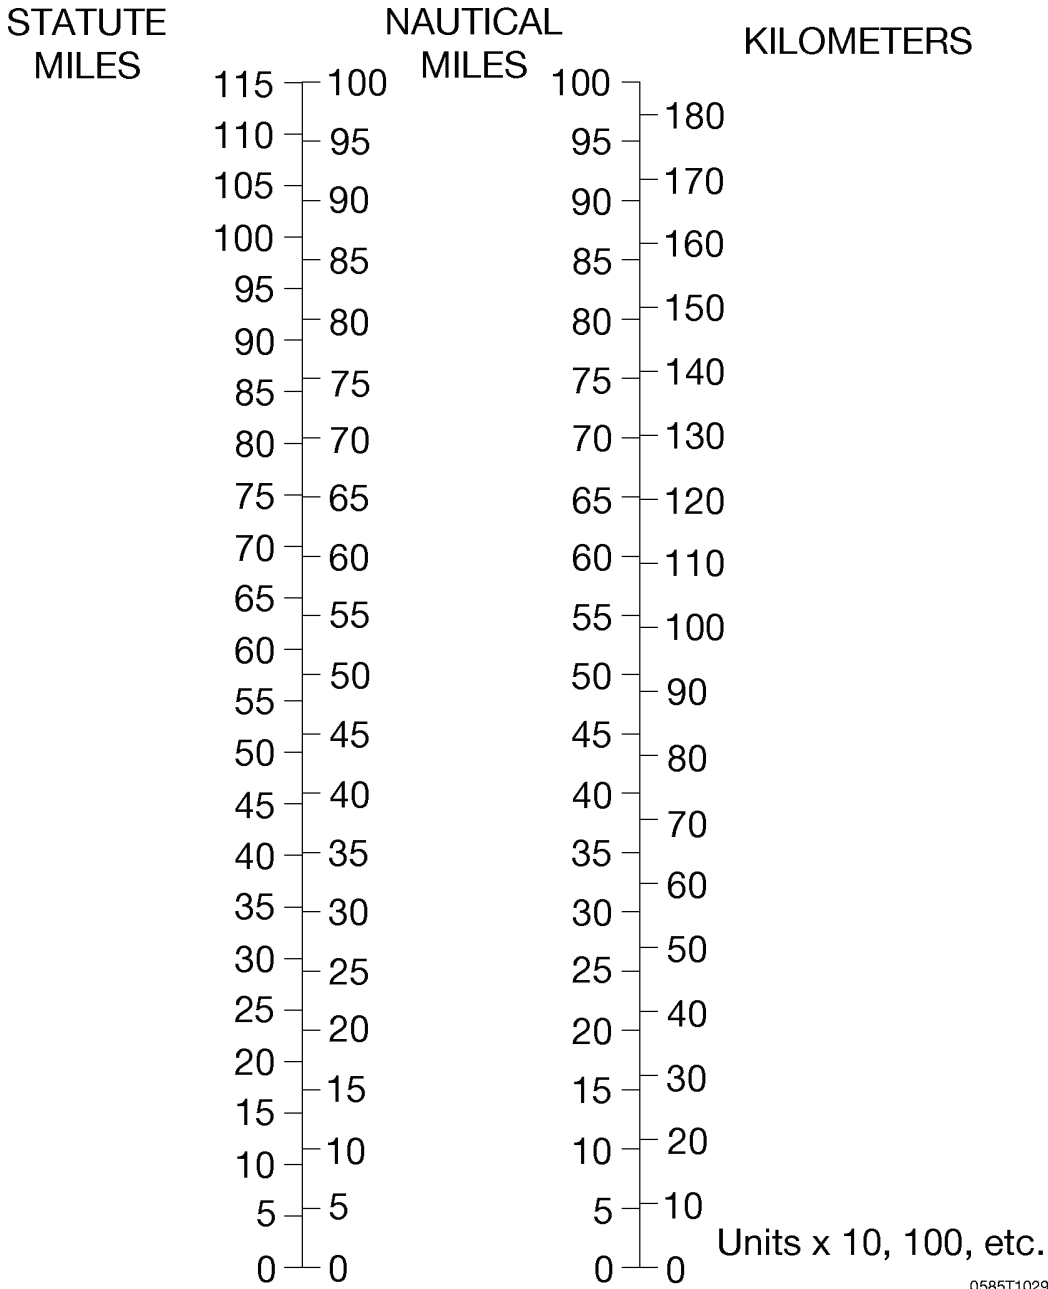 STATUTE
MILES
NAUTICAL
MILES
KILOMETERS
115 100 100
180
110 95 95
105 90 90 170
100 85 85 160
95
90 80 80 150
85 75 75 140
80 70 70 130
75 65 65 120
70 60 60 110
65 55 55 100
60
55 50 50 90
50 45 45 80
45 40 40 70
40 35 35 60
35 30 30 50
30 25 25 40
25 20 20
20 15 15 30
15 10 10 20
10
5 5 5 10
Units x 10, 100, etc.
0 0 0 0
0585T1029